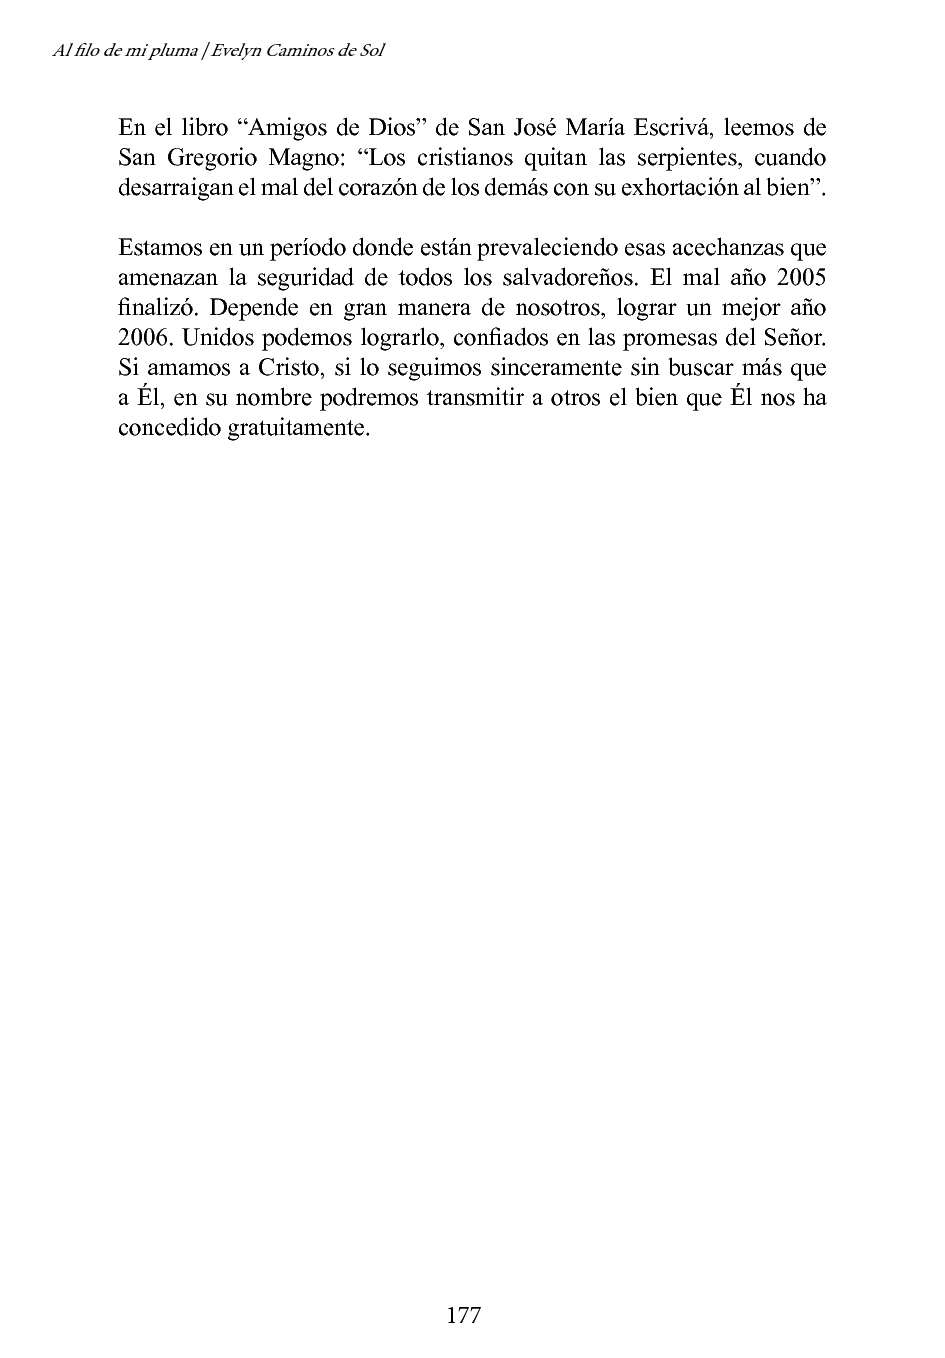 Al filo de mi pluma / Evelyn Caminos de Sol
En el libro “Amigos de Dios” de San José María Escrivá, leemos de
San Gregorio Magno: “Los cristianos quitan las serpientes, cuando
desarraigan el mal del corazón de los demás con su exhortación al bien”.
Estamos en un período donde están prevaleciendo esas acechanzas que
amenazan la seguridad de todos los salvadoreños. El mal año 2005
finalizó. Depende en gran manera de nosotros, lograr un mejor año
2006. Unidos podemos lograrlo, confiados en las promesas del Señor.
Si amamos a Cristo, si lo seguimos sinceramente sin buscar más que
a Él, en su nombre podremos transmitir a otros el bien que Él nos ha
concedido gratuitamente.
177